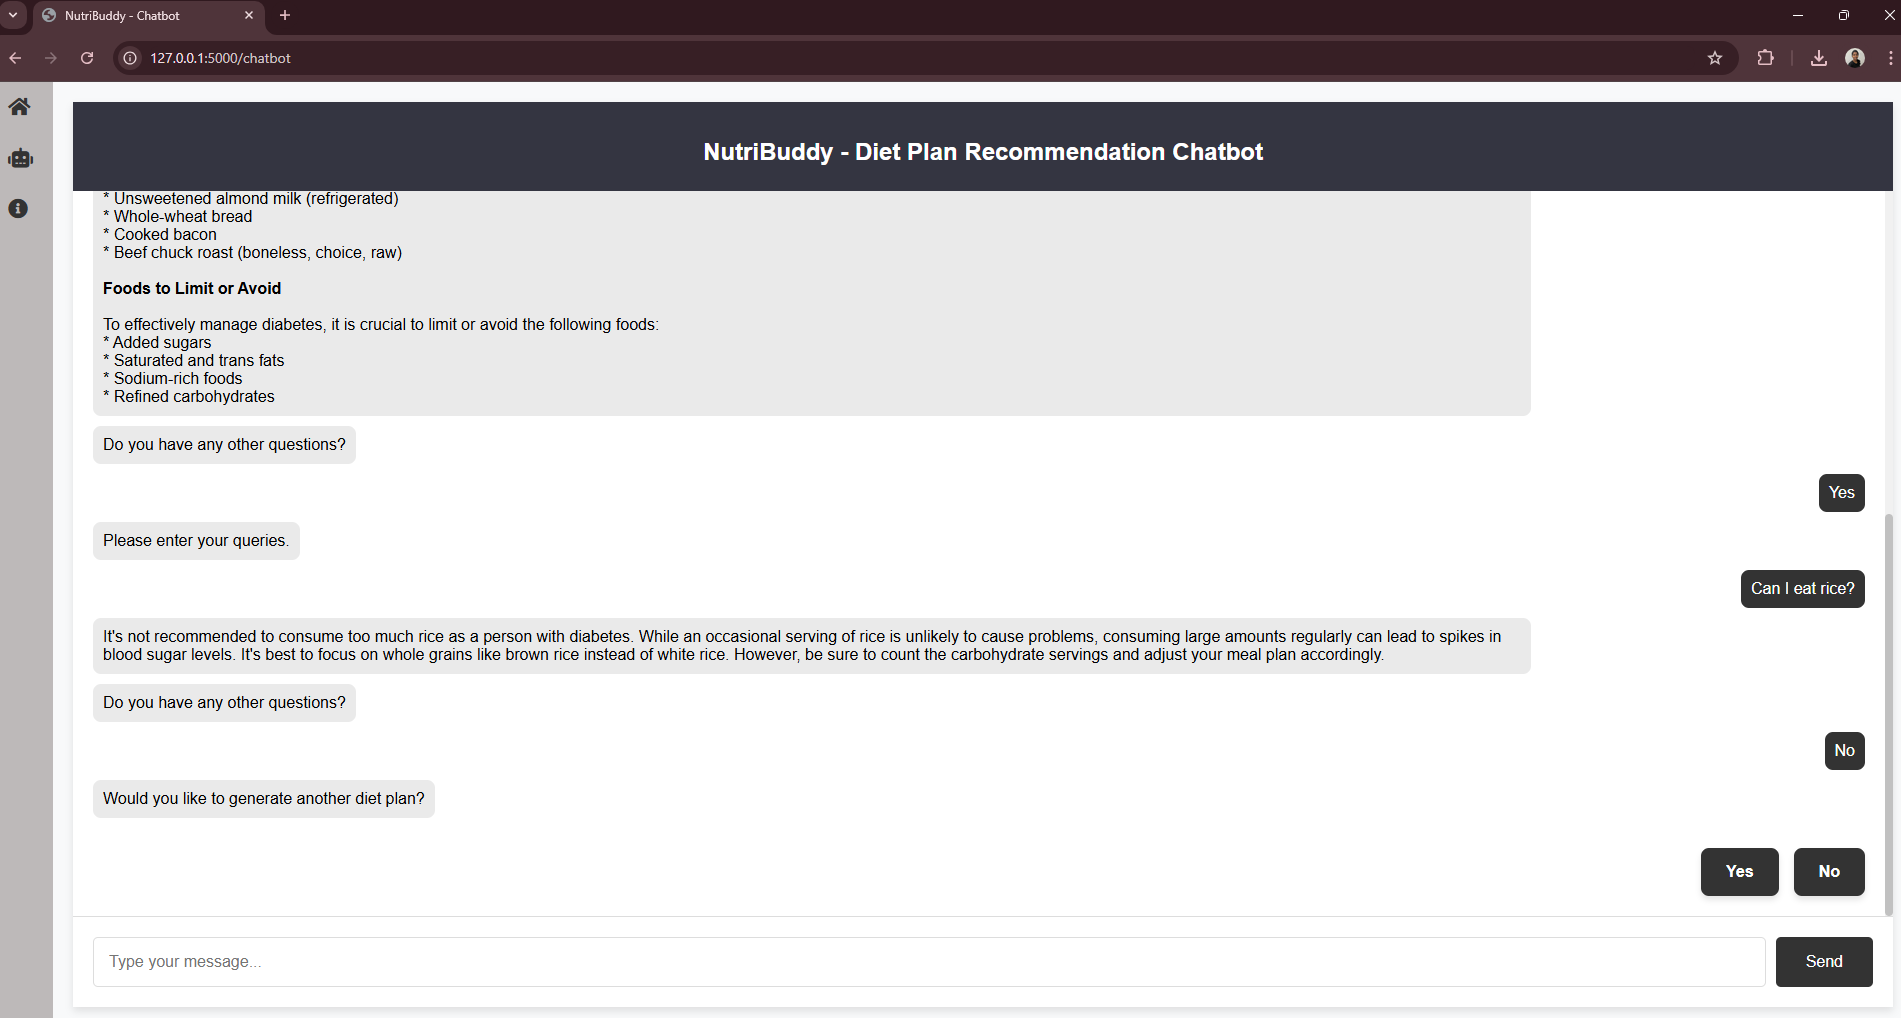 NutriBuddy - Chatbot
127.0.0.1:5000/chatbot
NutriBuddy - Diet Plan Recommendation Chatbot
* Unsweetened almond milk (refrigerated)
* Whole-wheat bread
* Cooked bacon
* Beef chuck roast (boneless, choice, raw)
Foods to Limit or Avoid
To effectively manage diabetes, it is crucial to limit or avoid the following foods:
* Added sugars
* Saturated and trans fats
* Sodium-rich foods
* Refined carbohydrates
Do you have any other questions?
Yes
Please enter your queries.
Can I eat rice?
It's not recommended to consume too much rice as a person with diabetes. While an occasional serving of rice is unlikely to cause problems, consuming large amounts regularly can lead to spikes in
blood sugar levels. It's best to focus on whole grains like brown rice instead of white rice. However, be sure to count the carbohydrate servings and adjust your meal plan accordingly.
Do you have any other questions?
No
Would you like to generate another diet plan?
Yes No
Type your message...
Send